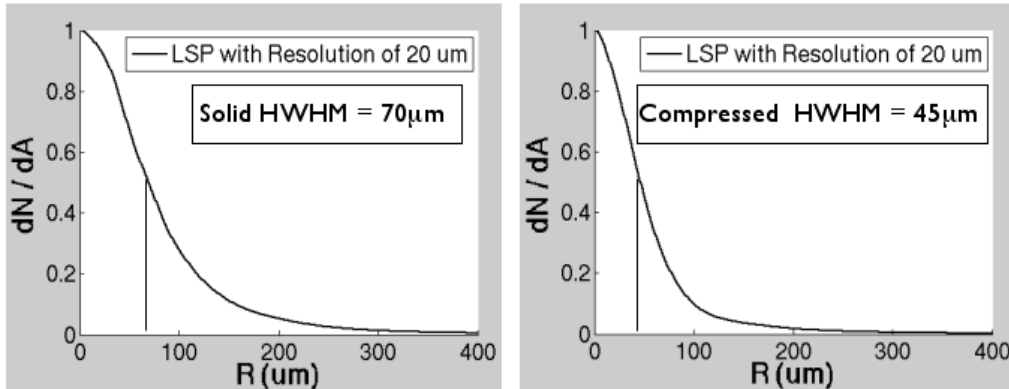 1
0.8
0.6
0.4
0.2
0
dN / dA
LSP with Resolution of 20 um
Solid HWHM = 70μm
0 100 200 300 400
R (um)
1
0.8
0.6
0.4
0.2
0
dN / dA
LSP with Resolution of 20 um
Compressed HWHM = 45μm
0 100 200 300 400
R (um)